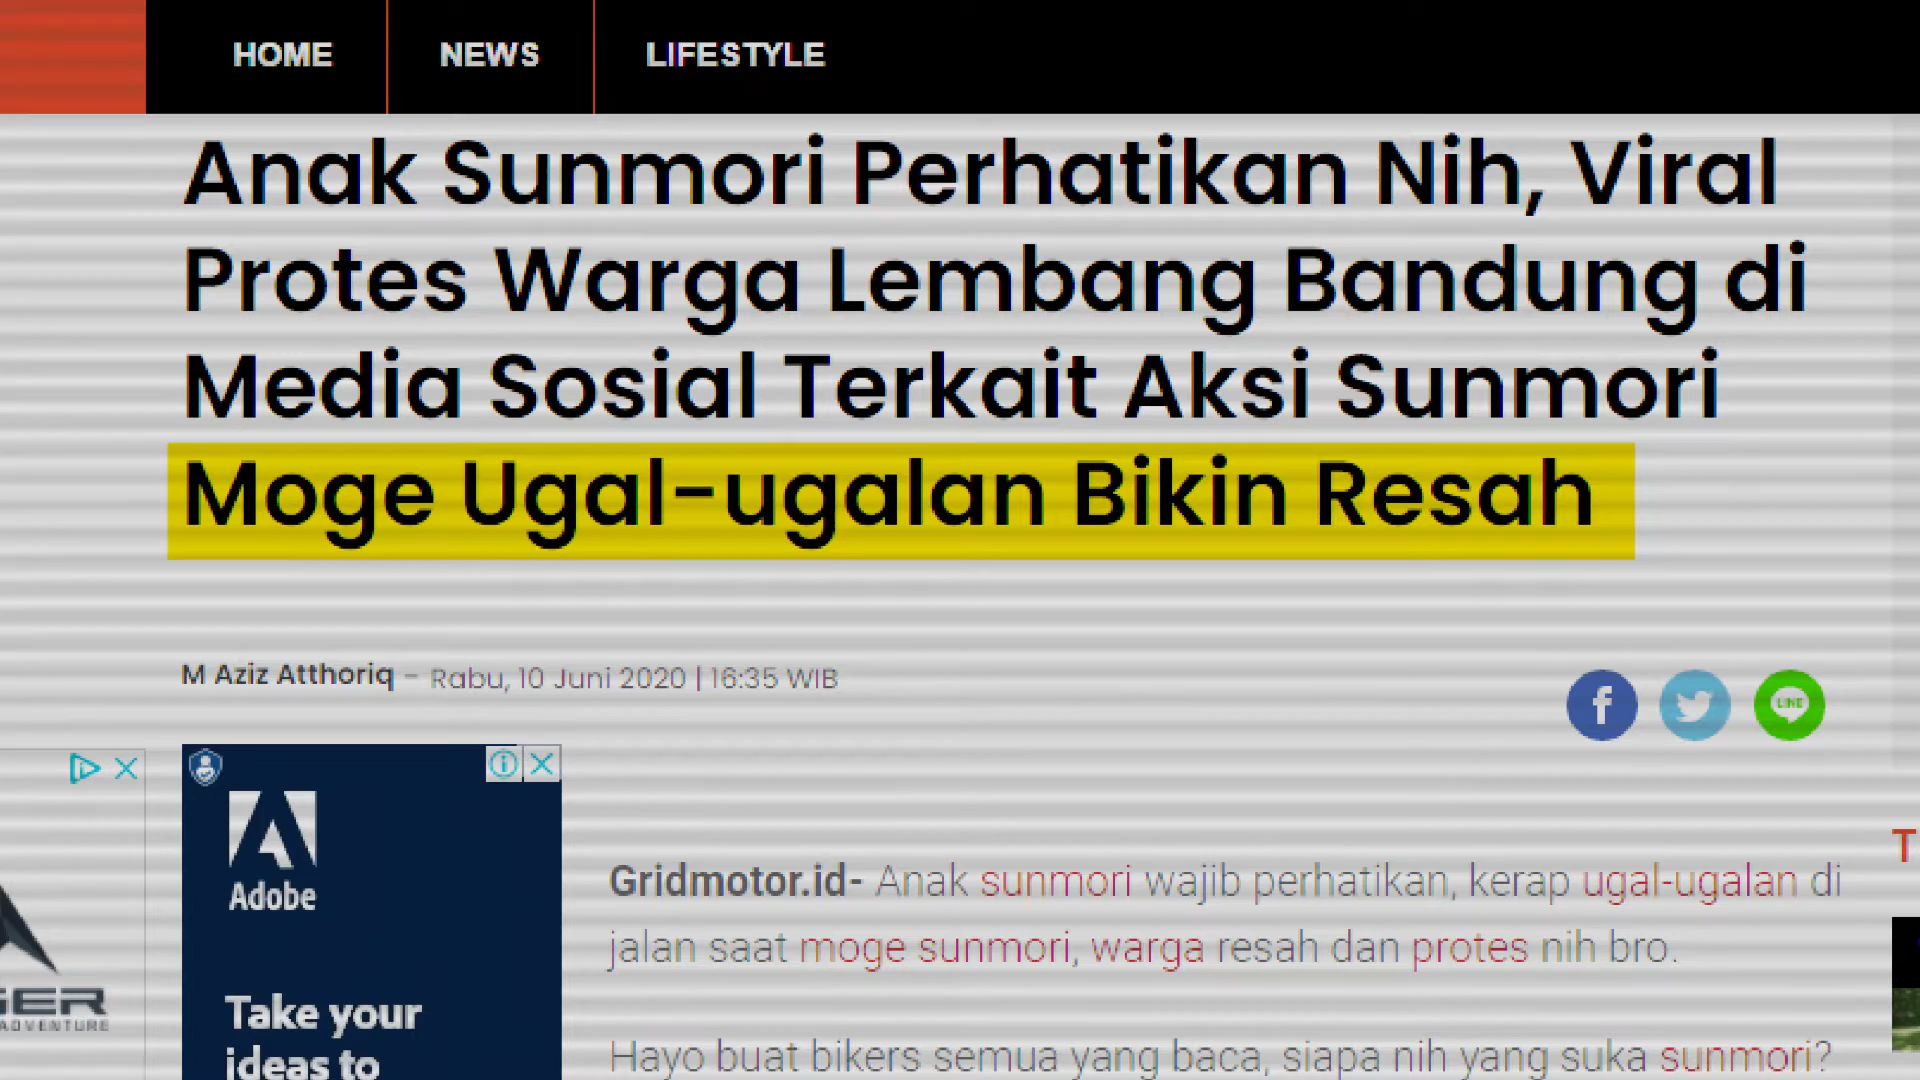 HOME NEWS LIFESTYLE
Anak Sunmori Perhatikan Nih, Viral
Protes Warga Lembang Bandung di
Media Sosial Terkait Aksi Sunmori
Moge Ugal-ugalan Bikin Resah
M Aziz Atthoriq - Rabu, 10 Juni 2020 | 16:35 WIB
LINE
Adobe
Take your
ideas to
ADVENTURE
Gridmotor.id- Anak sunmori wajib perhatikan, kerap ugal-ugalan di
jalan saat moge sunmori, warga resah dan protes nih bro.
Hayo buat bikers semua yang baca, siapa nih yang suka sunmori?